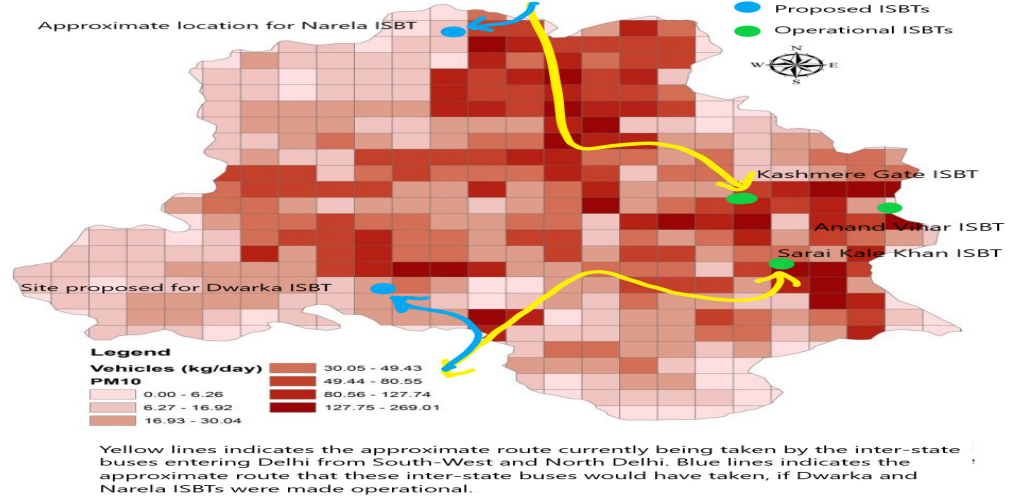 Approximate location for Narela ISBT
Proposed ISBTs
Operational ISBTs
N
W E
S
Kashmere Gate ISBT
Anand Vihar ISBT
Sarai Kale Khan ISBT
Site proposed for Dwarka ISBT
Legend
Vehicles (kg/day)
PM10
0.00 - 6.26
6.27 - 16.92
16.93 - 30.04
30.05 - 49.43
49.44 - 80.55
80.56 - 127.74
127.75 - 269.01
Yellow lines indicates the approximate route currently being taken by the inter-state
buses entering Delhi from South-West and North Delhi. Blue lines indicates the
approximate route that these inter-state buses would have taken, if Dwarka and
Narela ISBTs were made operational.